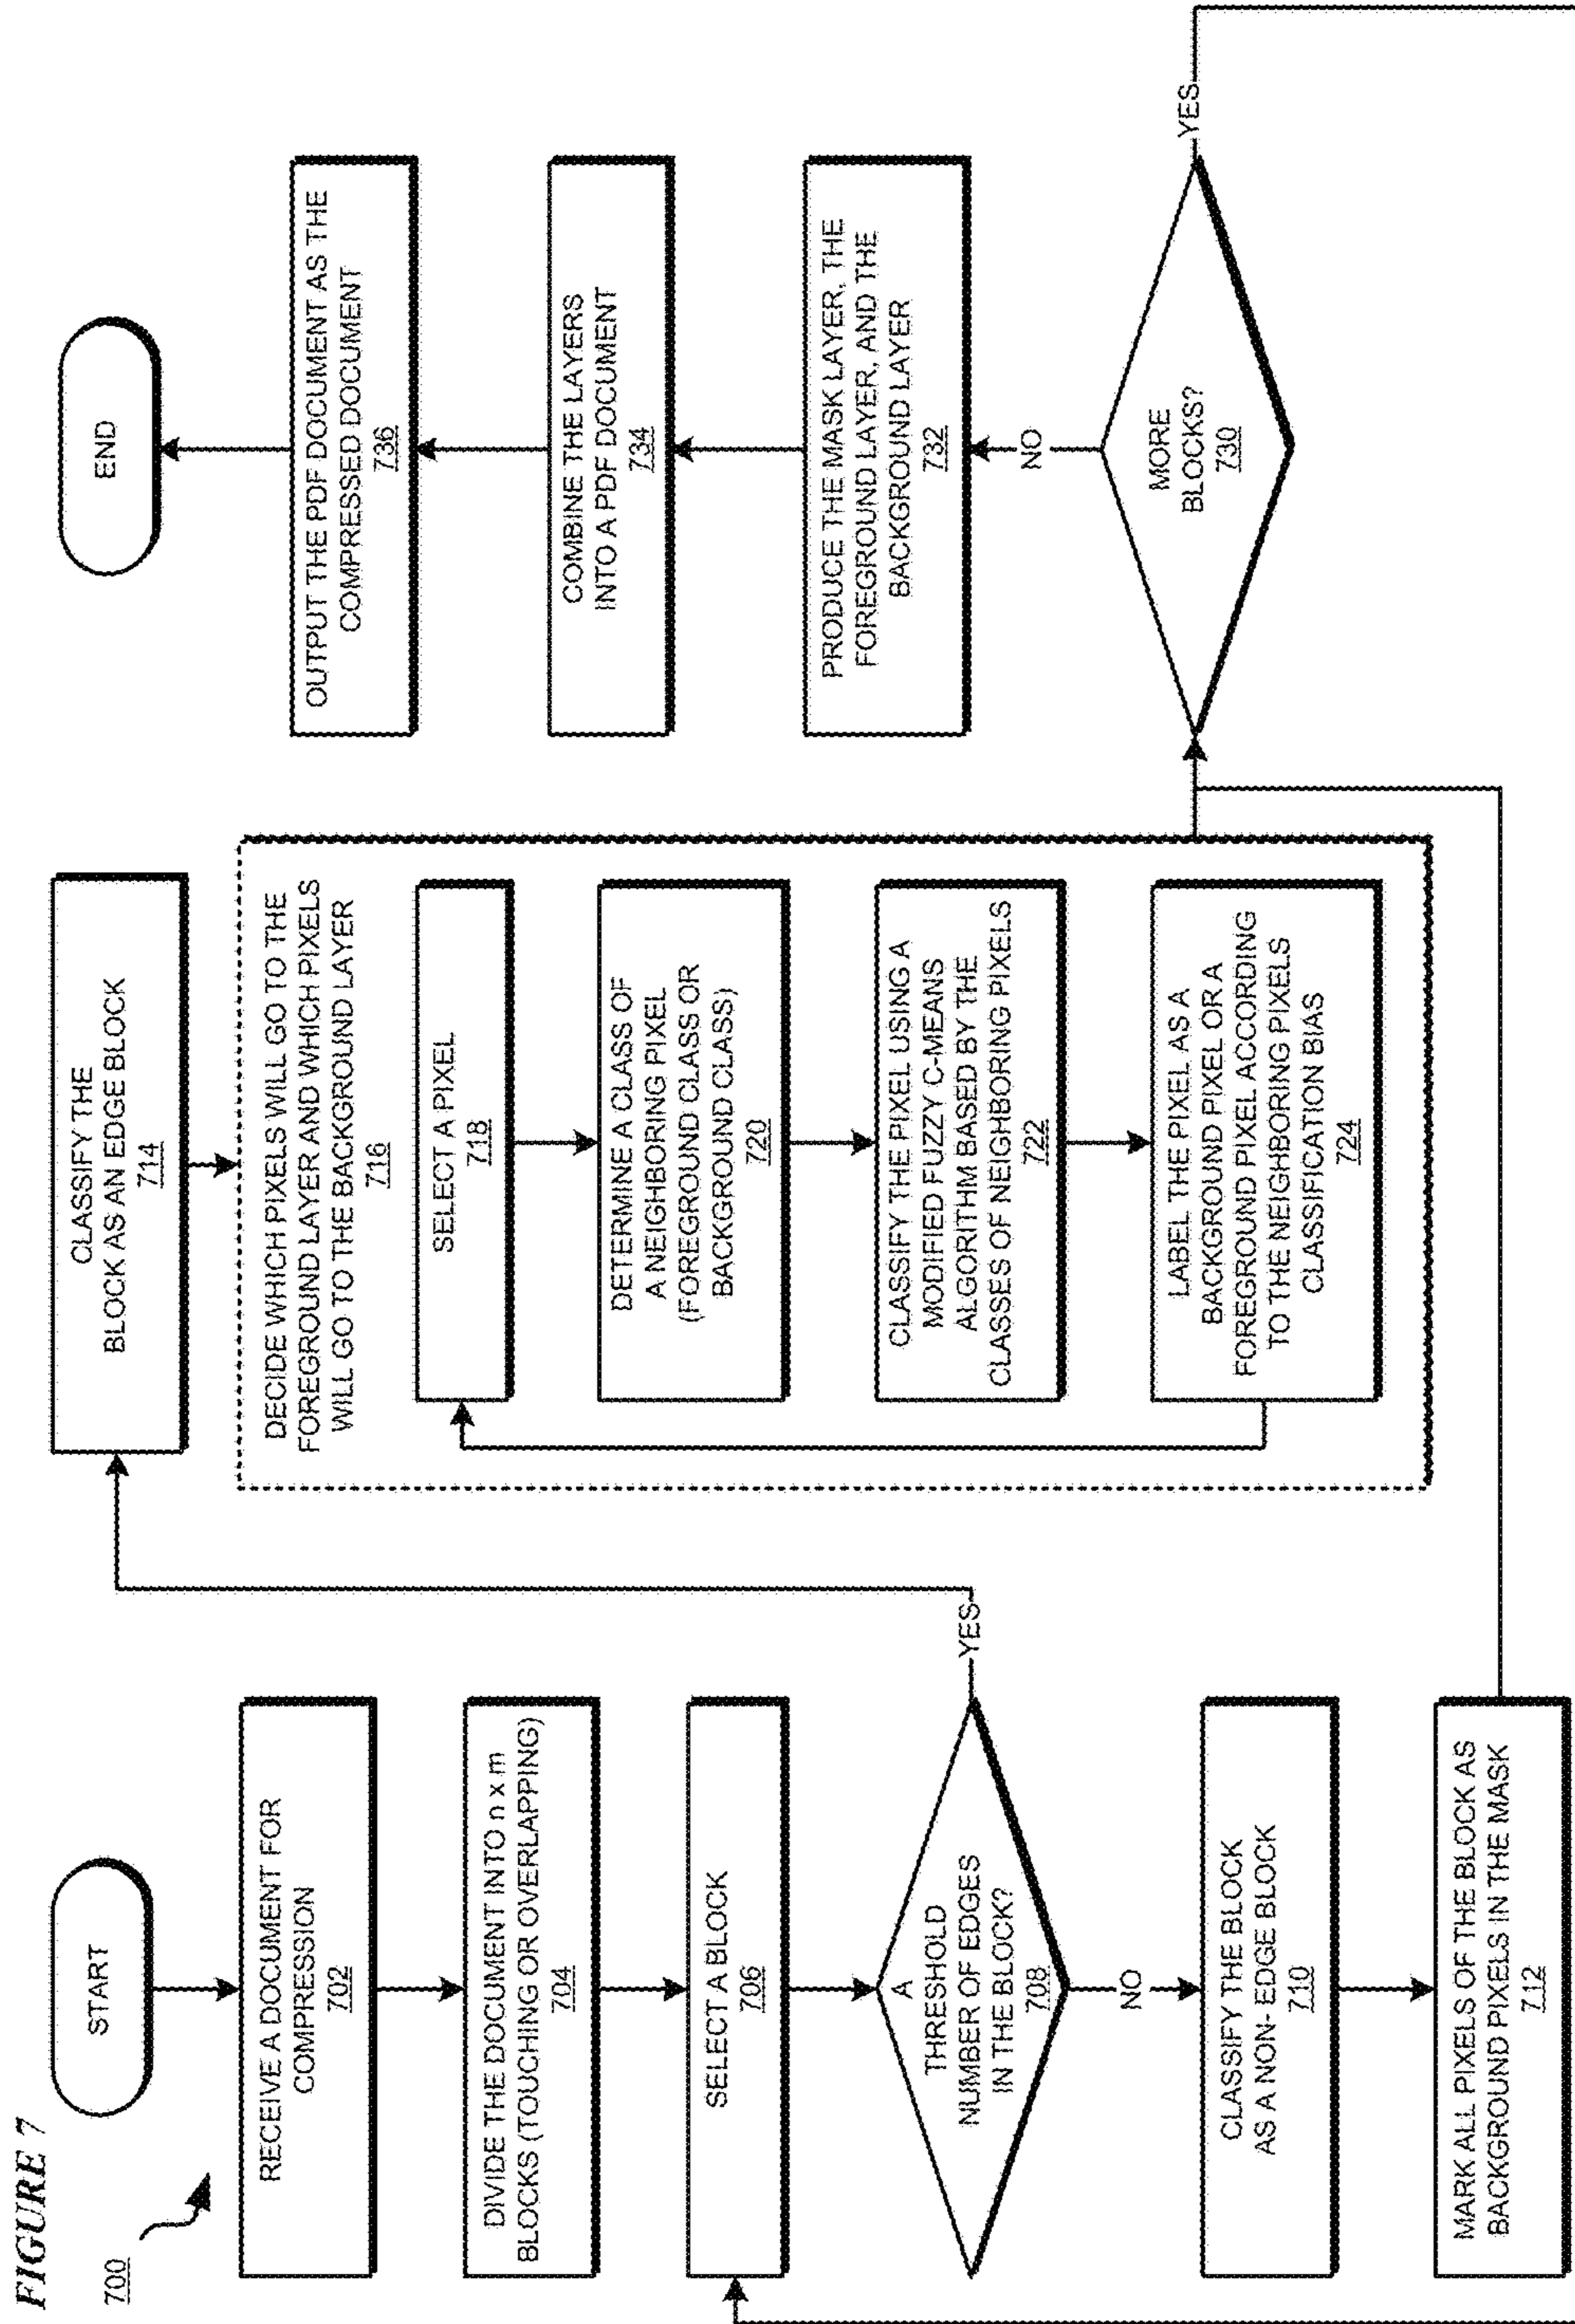 FIGURE 7
700
START
RECEIVE A DOCUMENT FOR
COMPRESSION
702
DIVIDE THE DOCUMENT INTO n x m
BLOCKS (TOUCHING OR OVERLAPPING)
704
SELECT A BLOCK
706
A
THRESHOLD
NUMBER OF EDGES
IN THE BLOCK?
708
YES
NO
CLASSIFY THE BLOCK
AS A NON- EDGE BLOCK
710
MARK ALL PIXELS OF THE BLOCK AS
BACKGROUND PIXELS IN THE MASK
712
CLASSIFY THE
BLOCK AS AN EDGE BLOCK
714
DECIDE WHICH PIXELS WILL GO TO THE
FOREGROUND LAYER AND WHICH PIXELS
WILL GO TO THE BACKGROUND LAYER
716
SELECT A PIXEL
718
DETERMINE A CLASS OF
A NEIGHBORING PIXEL
(FOREGROUND CLASS OR
BACKGROUND CLASS)
720
CLASSIFY THE PIXEL USING A
MODIFIED FUZZY C-MEANS
ALGORITHM BASED BY THE
CLASSES OF NEIGHBORING PIXELS
722
LABEL THE PIXEL AS A
BACKGROUND PIXEL OR A
FOREGROUND PIXEL ACCORDING
TO THE NEIGHBORING PIXELS
CLASSIFICATION BIAS
724
END
OUTPUT THE PDF DOCUMENT AS THE
COMPRESSED DOCUMENT
736
COMBINE THE LAYERS
INTO A PDF DOCUMENT
734
PRODUCE THE MASK LAYER, THE
FOREGROUND LAYER, AND THE
BACKGROUND LAYER
732
NO
MORE
BLOCKS?
730
YES